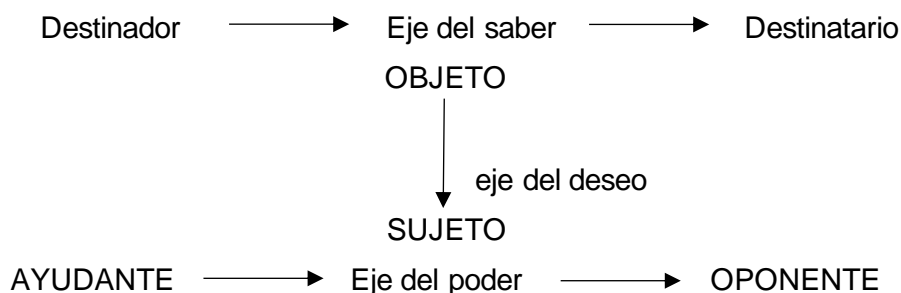 Destinador Eje del saber Destinatario
OBJETO
eje del deseo
SUJETO
AYUDANTE Eje del poder OPONENTE